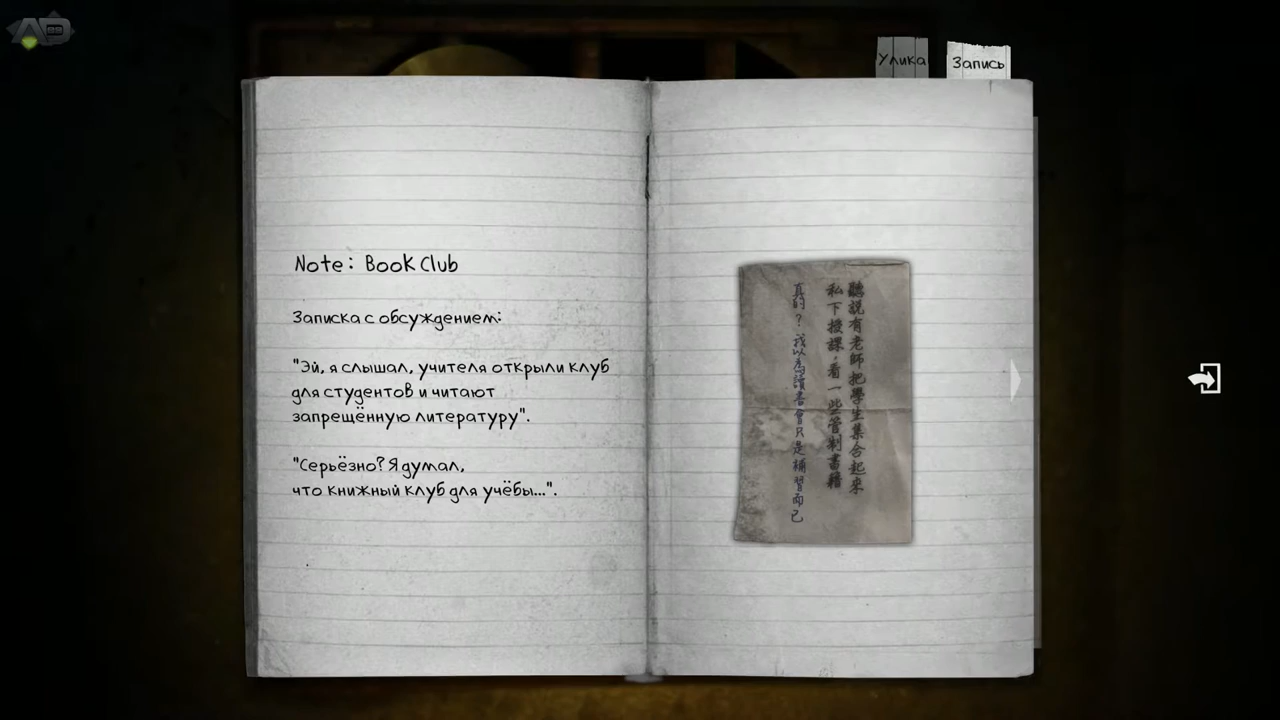 Улика
Запись
Note: Book Club
Записка с обсуждением:
"Эй, я слышал, учителя открыли клуб
для студентов и читают
запрещённую литературу".
"Серьёзно? Я думал,
что книжный клуб для учёбы...".
聽說有老師把學生集合起來
私下授課，看一些管制書籍
真的？我以為讀書會只是補習而已